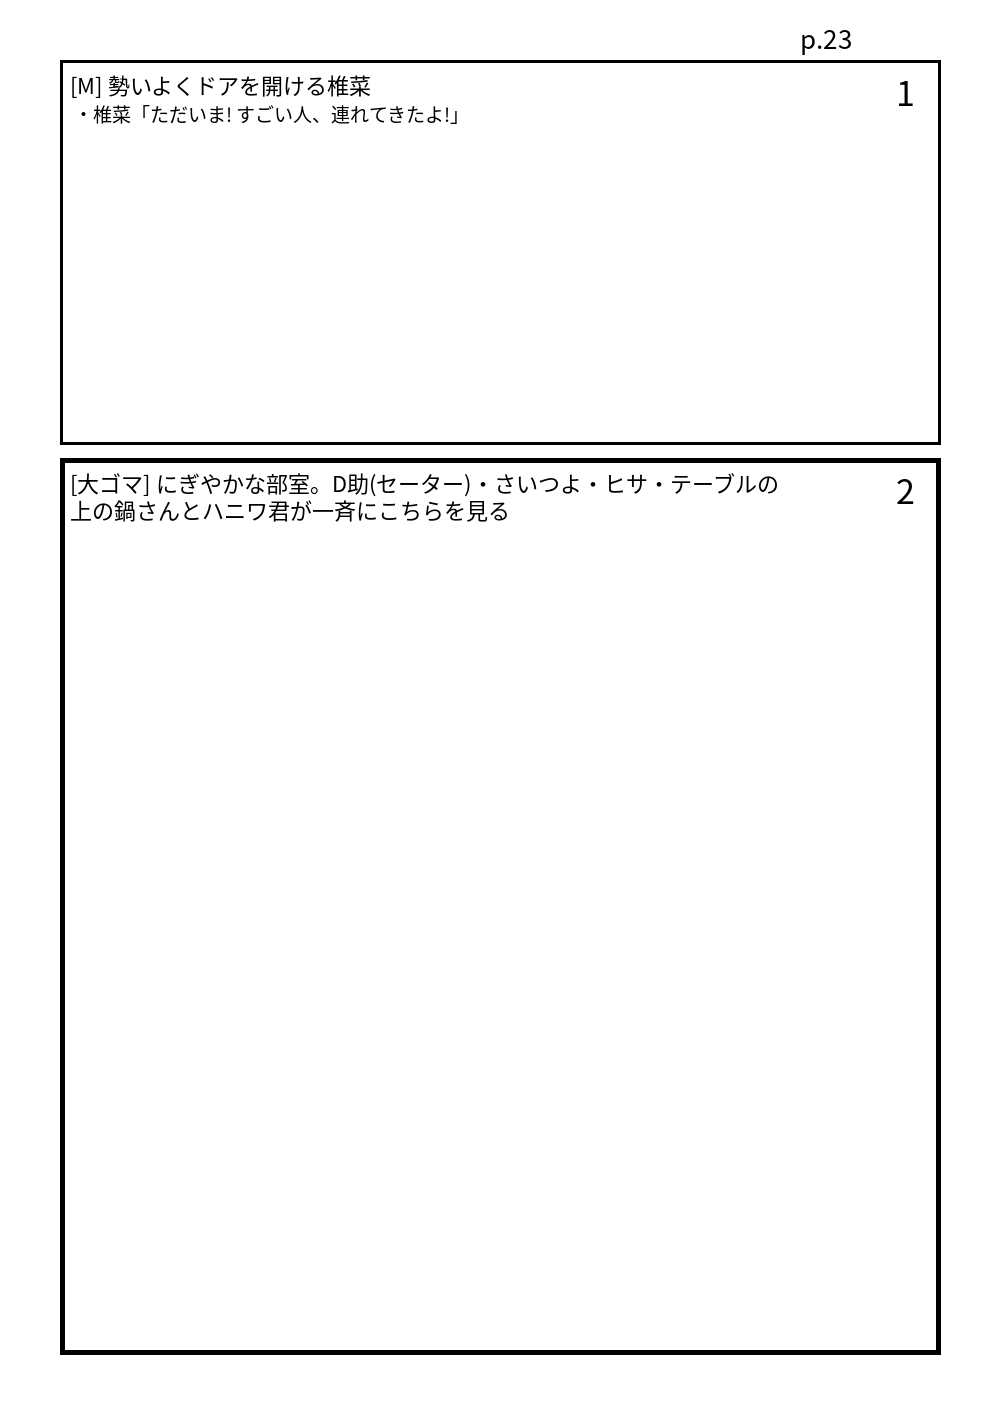 p.23
1
[M] 勢いよくドアを開ける椎菜
・椎菜「ただいま! すごい人、連れてきたよ!」
2
[大ゴマ] にぎやかな部室。D助(セーター)・さいつよ・ヒサ・テーブルの
上の鍋さんとハニワ君が一斉にこちらを見る